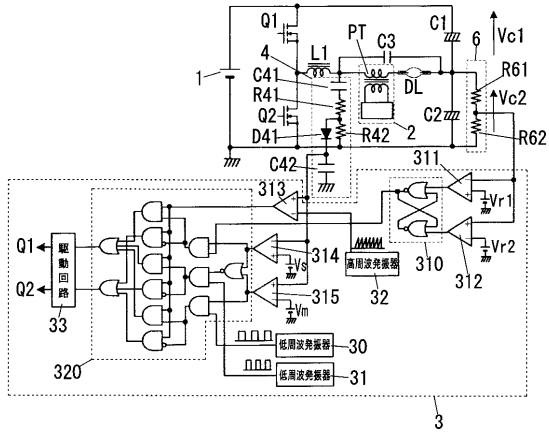 Q1
C1
Vc1
PT
C3
6
L1
4
R61
C41
1
DL
R41
C2
Vc2
Q2
D41
R42
2
R62
C42
311
313
Vr1
310
312
Vr2
314
Q1
駆動回路
Vs
高周波発振器
32
Q2
315
33
Vm
320
低周波発振器
30
低周波発振器
31
3